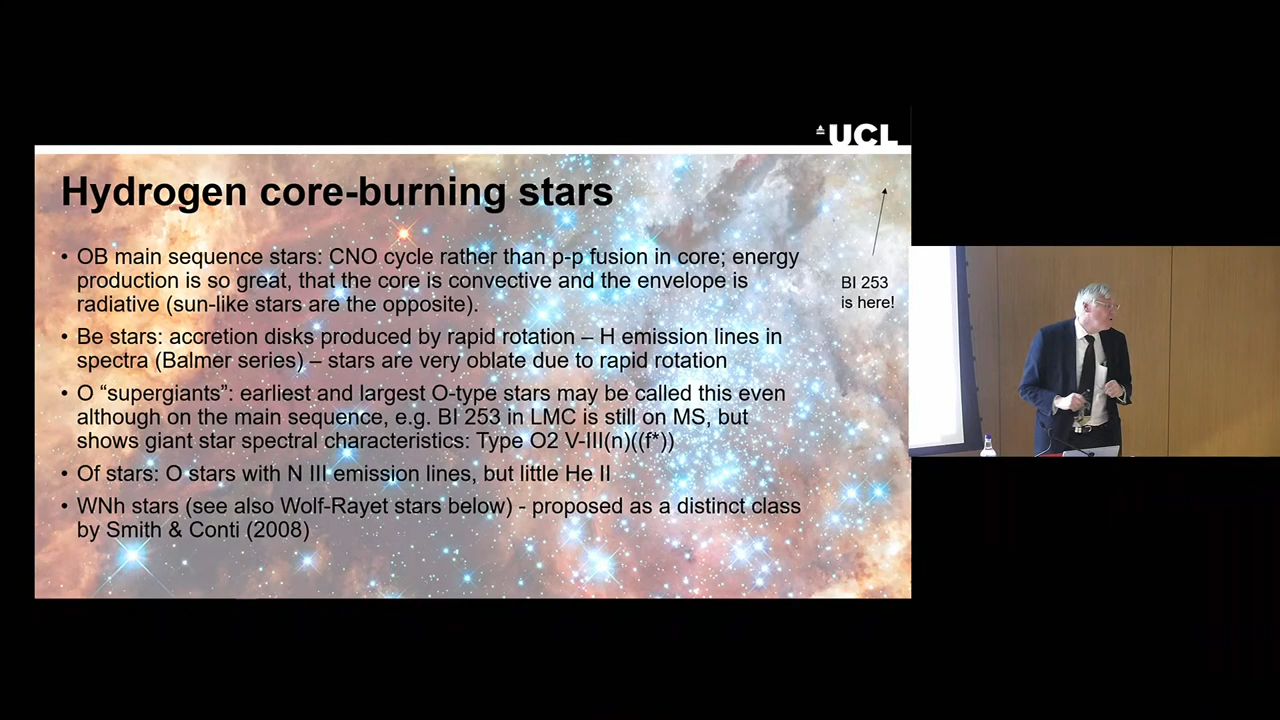 UCL
Hydrogen core-burning stars
• OB main sequence stars: CNO cycle rather than p-p fusion in core; energy
production is so great, that the core is convective and the envelope is
radiative (sun-like stars are the opposite).
• Be stars: accretion disks produced by rapid rotation – H emission lines in
spectra (Balmer series) – stars are very oblate due to rapid rotation
• O “supergiants”: earliest and largest O-type stars may be called this even
although on the main sequence, e.g. BI 253 in LMC is still on MS, but
shows giant star spectral characteristics: Type O2 V-III(n)((f*))
• Of stars: O stars with N III emission lines, but little He II
• WNh stars (see also Wolf-Rayet stars below) - proposed as a distinct class
by Smith & Conti (2008)
BI 253
is here!